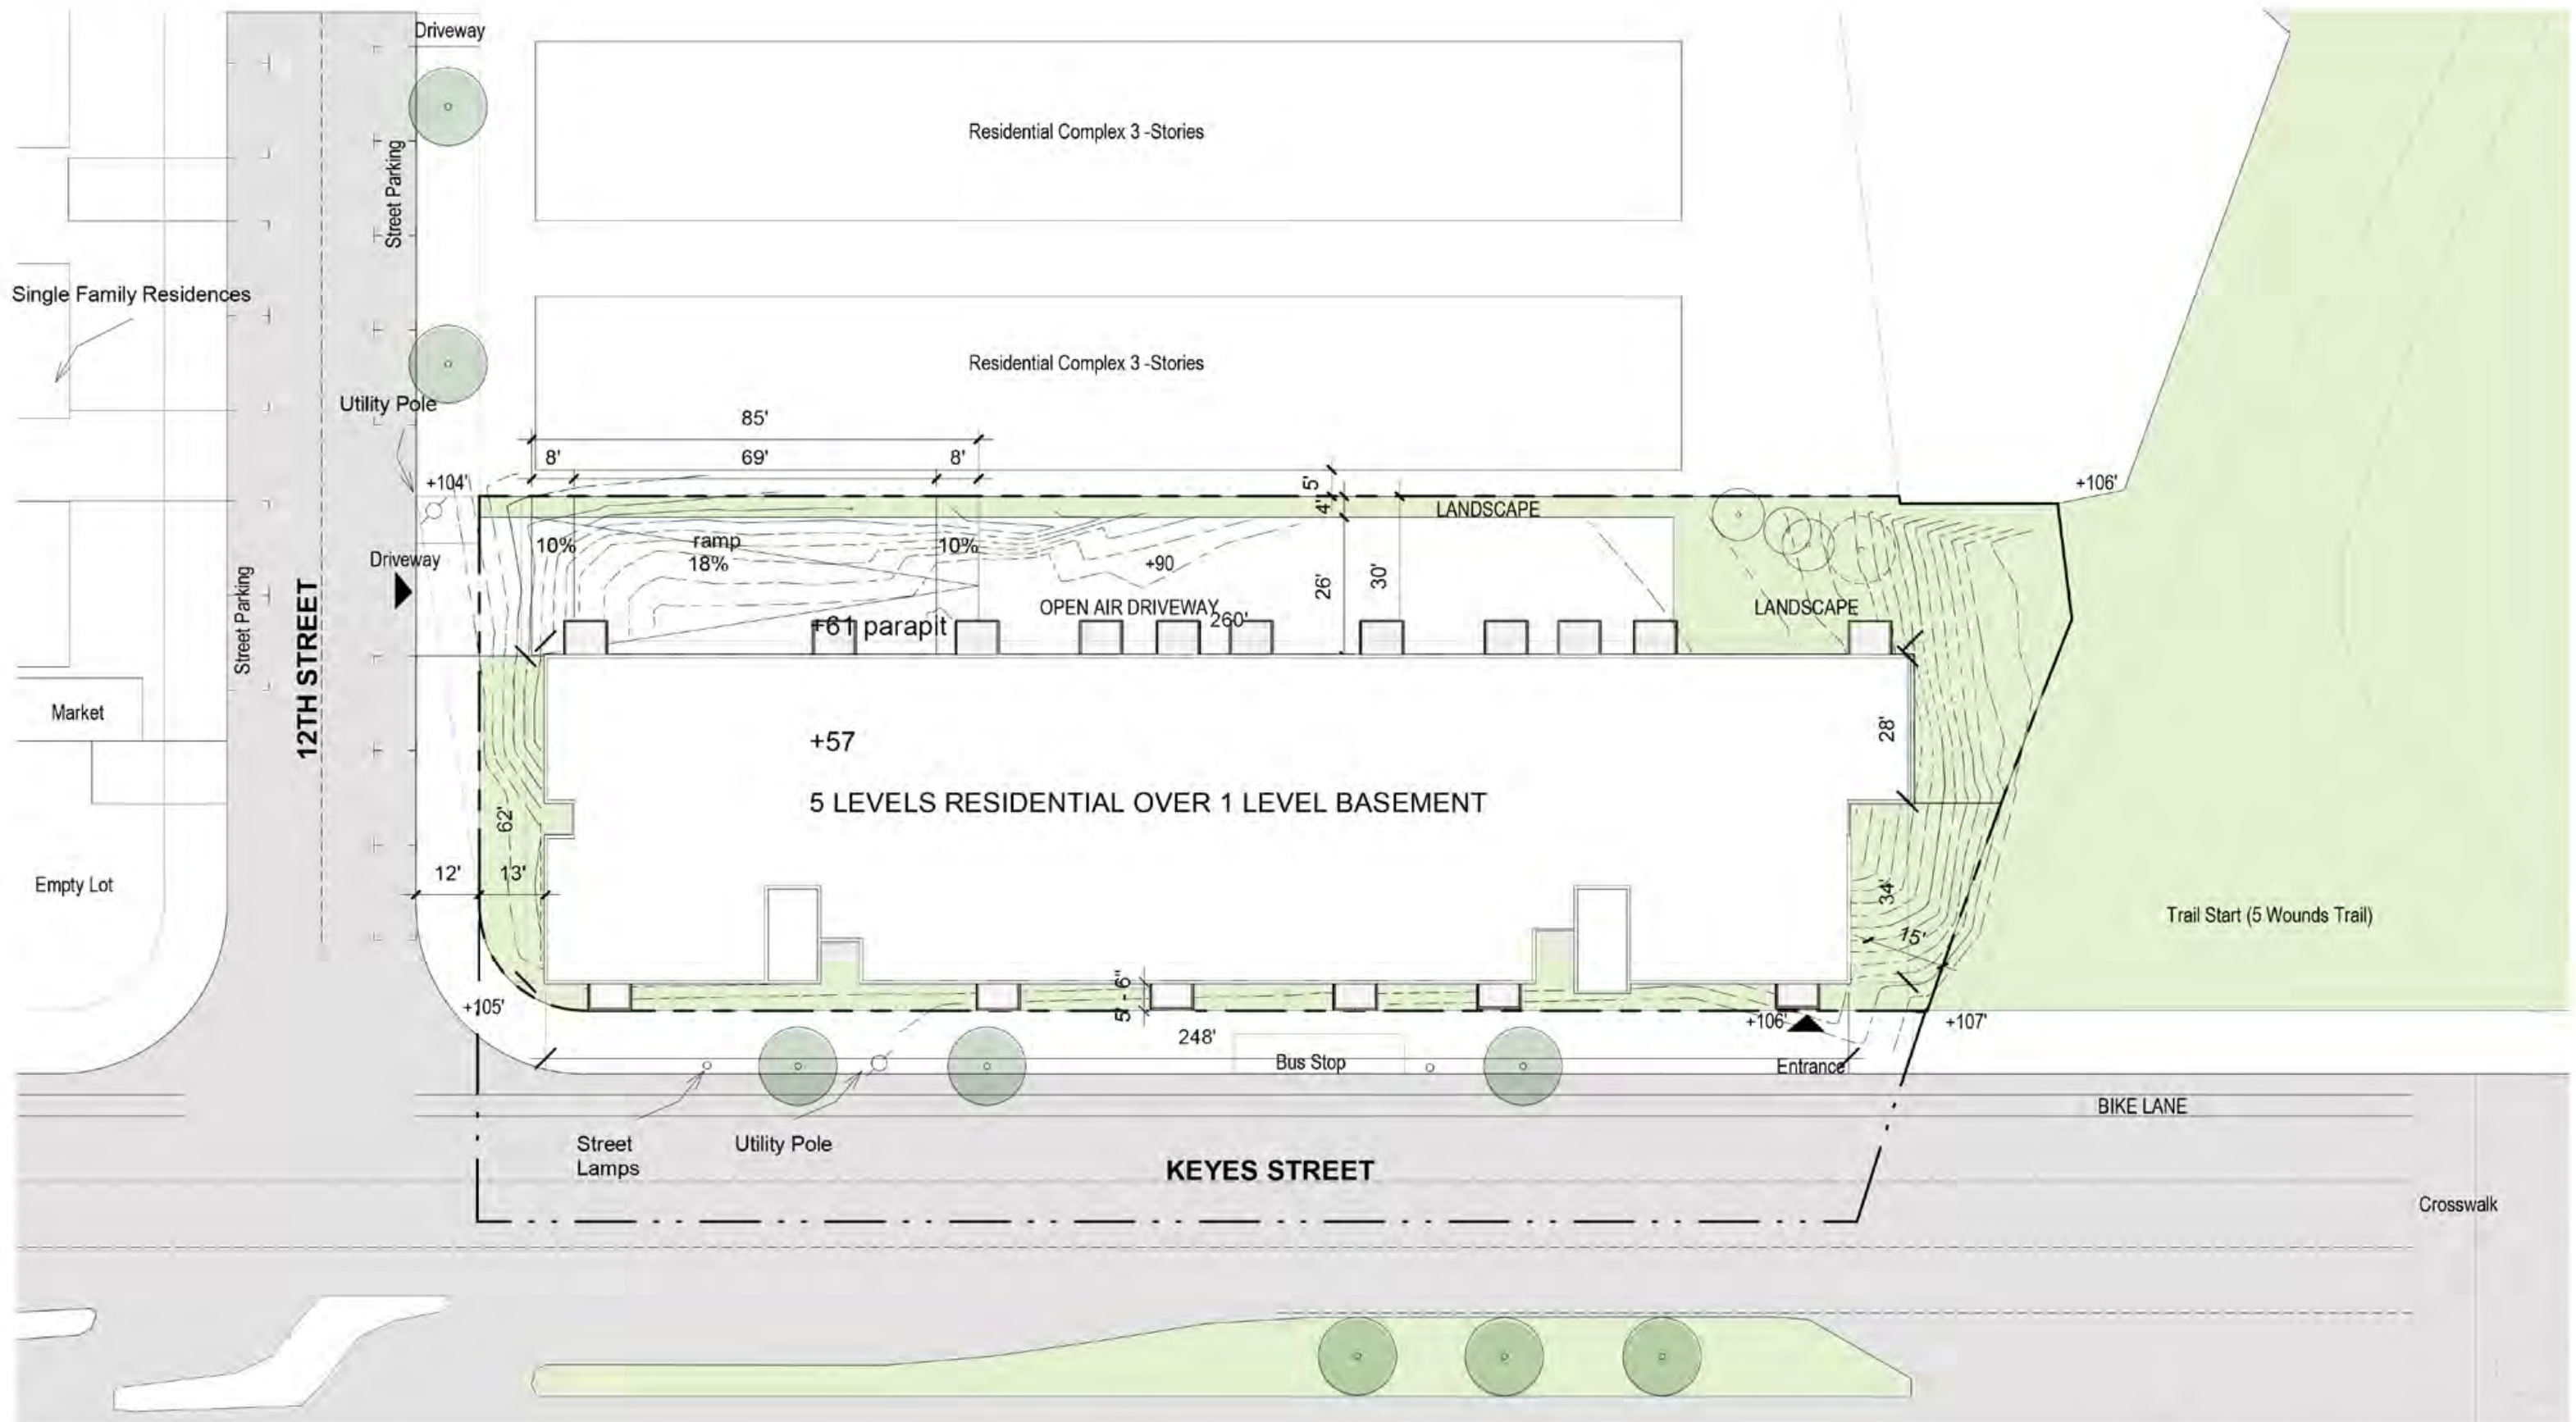 Driveway
Residential Complex 3 -Stories
Street Parking
Single Family Residences
Residential Complex 3 -Stories
Utility Pole
85'
8'
69'
8'
+104'
5'
4'
LANDSCAPE
+106'
10%
ramp
18%
10%
+90
Driveway
26'
30'
OPEN AIR DRIVEWAY
260'
LANDSCAPE
+61 parapit
Street Parking
12TH STREET
Market
+57
28'
5 LEVELS RESIDENTIAL OVER 1 LEVEL BASEMENT
62'
12'
13'
Empty Lot
34'
15'
Trail Start (5 Wounds Trail)
+105'
5' - 6"
248'
+106'
+107'
Bus Stop
Entrance
BIKE LANE
Street
Lamps
Utility Pole
KEYES STREET
Crosswalk